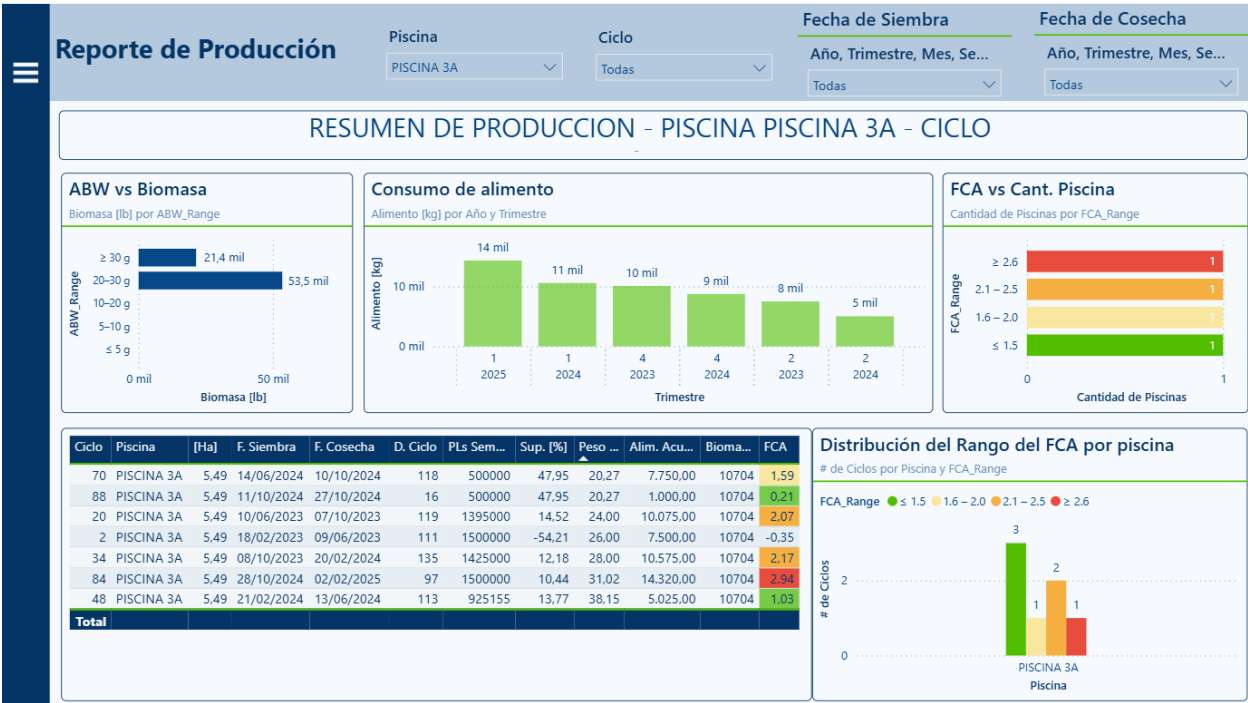 Reporte de Producción
Piscina
PISCINA 3A
Ciclo
Todas
Fecha de Siembra
Año, Trimestre, Mes, Se...
Todas
Fecha de Cosecha
Año, Trimestre, Mes, Se...
Todas
RESUMEN DE PRODUCCION - PISCINA PISCINA 3A - CICLO
-
ABW vs Biomasa
Biomasa [lb] por ABW_Range
ABW_Range
≥ 30 g 21,4 mil
20–30 g 53,5 mil
10–20 g
5–10 g
≤ 5 g
0 mil 50 mil
Biomasa [lb]
Consumo de alimento
Alimento [kg] por Año y Trimestre
Alimento [kg]
14 mil 11 mil 10 mil 9 mil 8 mil 5 mil
10 mil
0 mil
1 1 4 4 2 2
2025 2024 2023 2024 2023 2024
Trimestre
FCA vs Cant. Piscina
Cantidad de Piscinas por FCA_Range
FCA_Range
≥ 2.6 1
2.1 – 2.5 1
1.6 – 2.0 1
≤ 1.5 1
0 1
Cantidad de Piscinas
Ciclo Piscina [Ha] F. Siembra F. Cosecha D. Ciclo PLs Sem... Sup. [%] Peso ... Alim. Acu... Bioma... FCA
70 PISCINA 3A 5,49 14/06/2024 10/10/2024 118 500000 47,95 20,27 7.750,00 10704 1,59
88 PISCINA 3A 5,49 11/10/2024 27/10/2024 16 500000 47,95 20,27 1.000,00 10704 0,21
20 PISCINA 3A 5,49 10/06/2023 07/10/2023 119 1395000 14,52 24,00 10.075,00 10704 2,07
2 PISCINA 3A 5,49 18/02/2023 09/06/2023 111 1500000 -54,21 26,00 7.500,00 10704 -0,35
34 PISCINA 3A 5,49 08/10/2023 20/02/2024 135 1425000 12,18 28,00 10.575,00 10704 2,17
84 PISCINA 3A 5,49 28/10/2024 02/02/2025 97 1500000 10,44 31,02 14.320,00 10704 2,94
48 PISCINA 3A 5,49 21/02/2024 13/06/2024 113 925155 13,77 38,15 5.025,00 10704 1,03
Total
Distribución del Rango del FCA por piscina
# de Ciclos por Piscina y FCA_Range
FCA_Range ≤ 1.5 1.6 – 2.0 2.1 – 2.5 ≥ 2.6
# de Ciclos
3
2
2
1 1
0
PISCINA 3A
Piscina